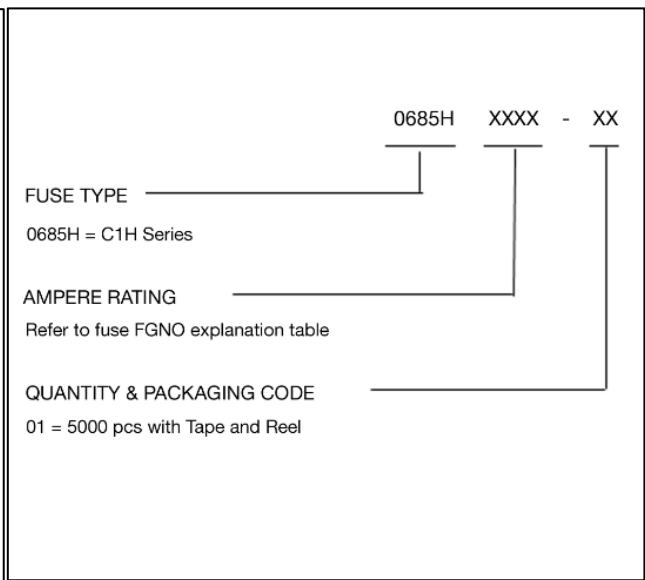 0685H XXXX - XX
FUSE TYPE
0685H = C1H Series
AMPERE RATING
Refer to fuse FGNO explanation table
QUANTITY & PACKAGING CODE
01 = 5000 pcs with Tape and Reel